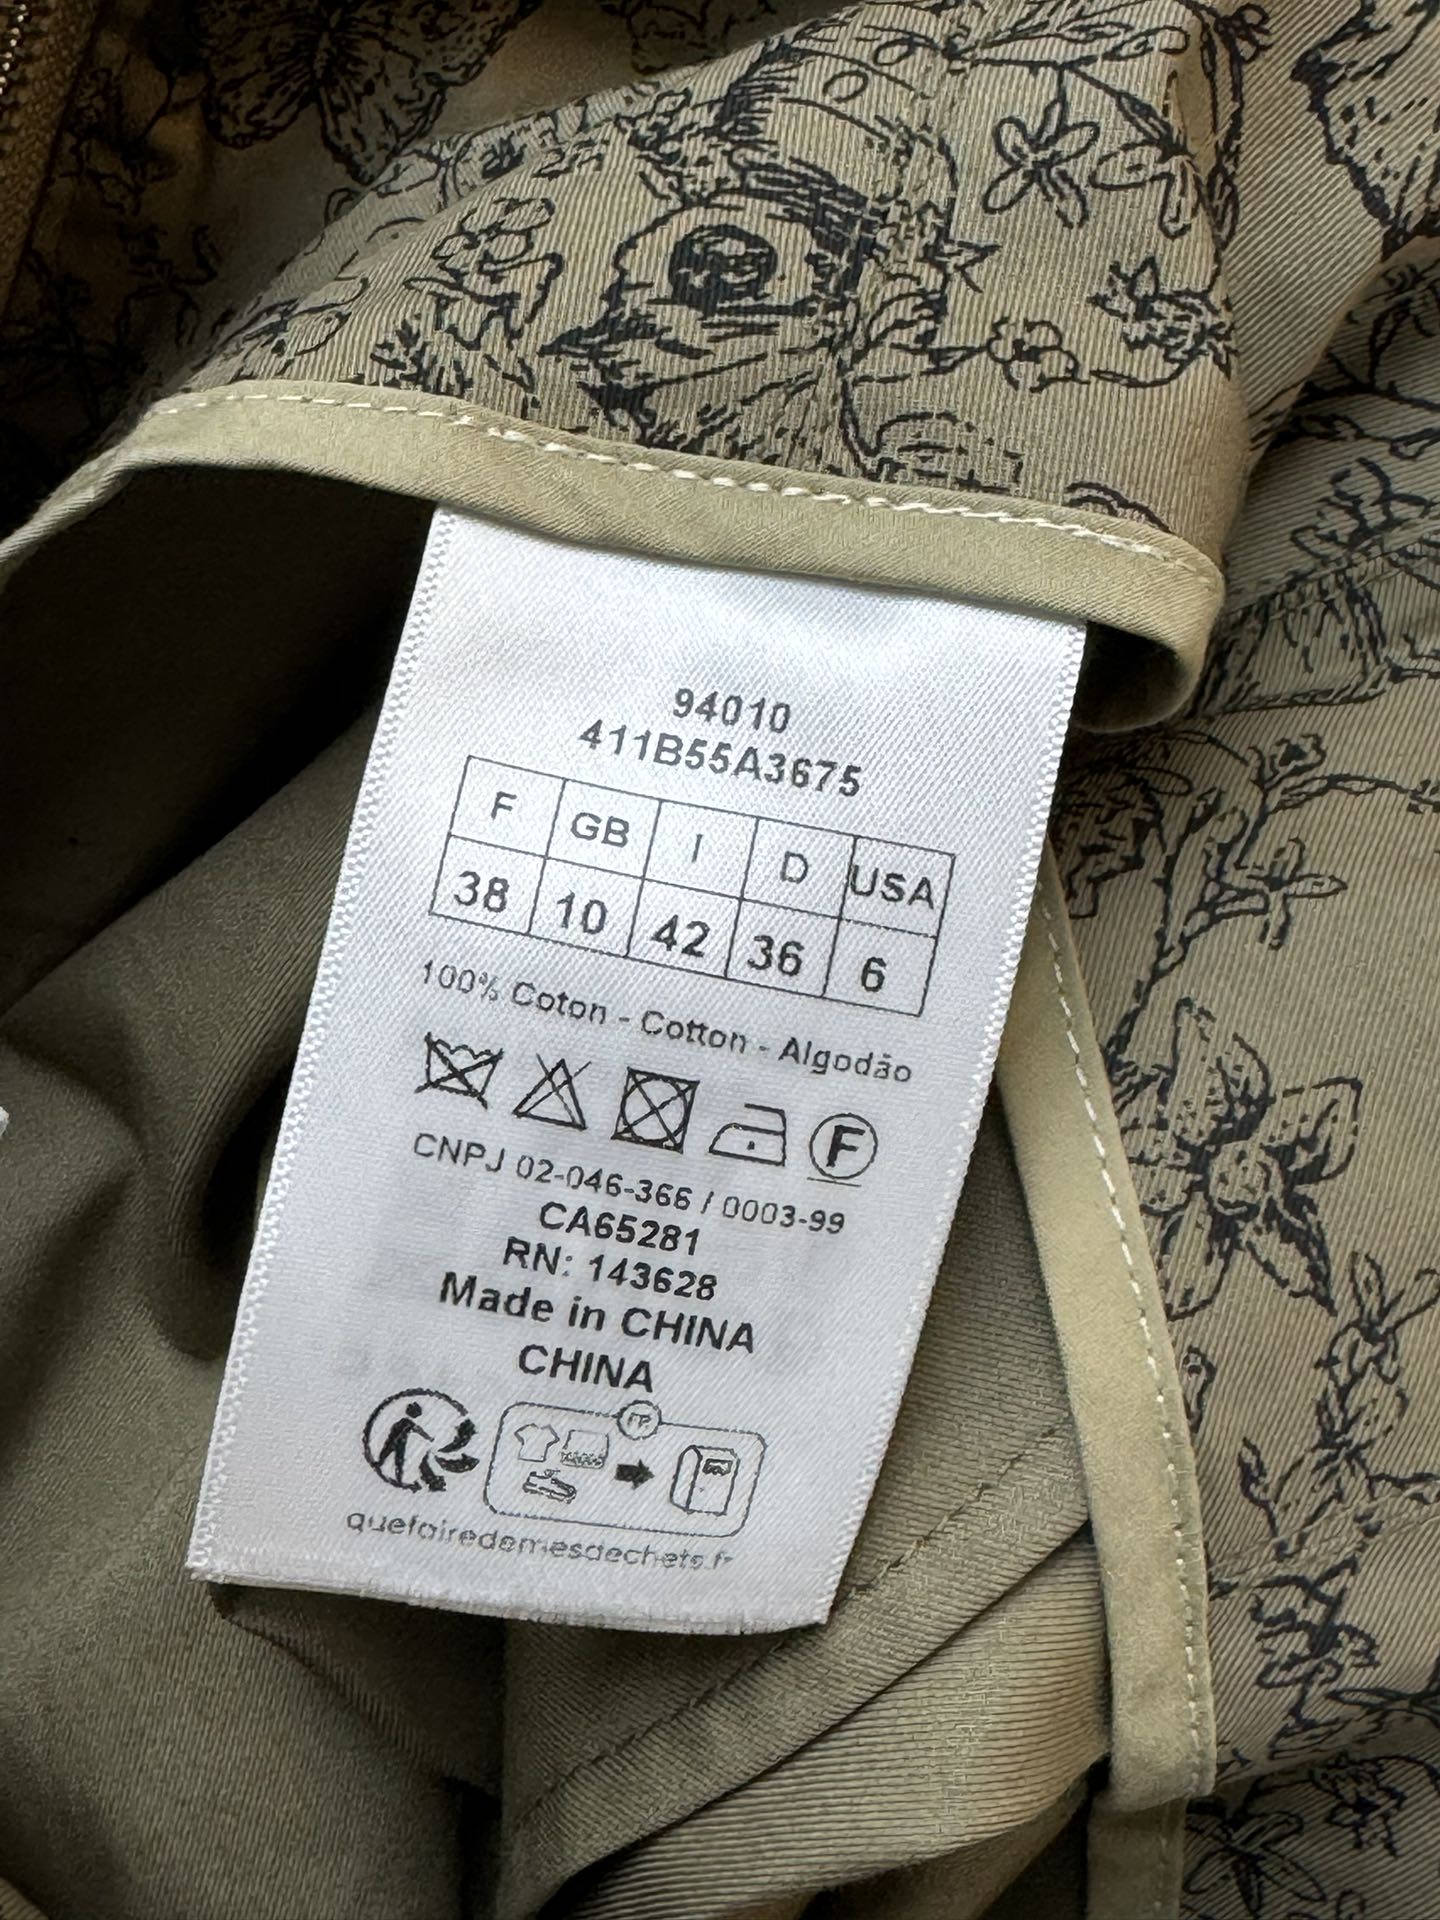 94010
411B55A3675
F GB I D USA
38 10 42 36 6
100% Coton - Cotton - Algodão
F
CNPJ 02-046-366 / 0003-99
CA65281
RN: 143628
Made in CHINA
CHINA
FR
quefairedemesdechets.fr